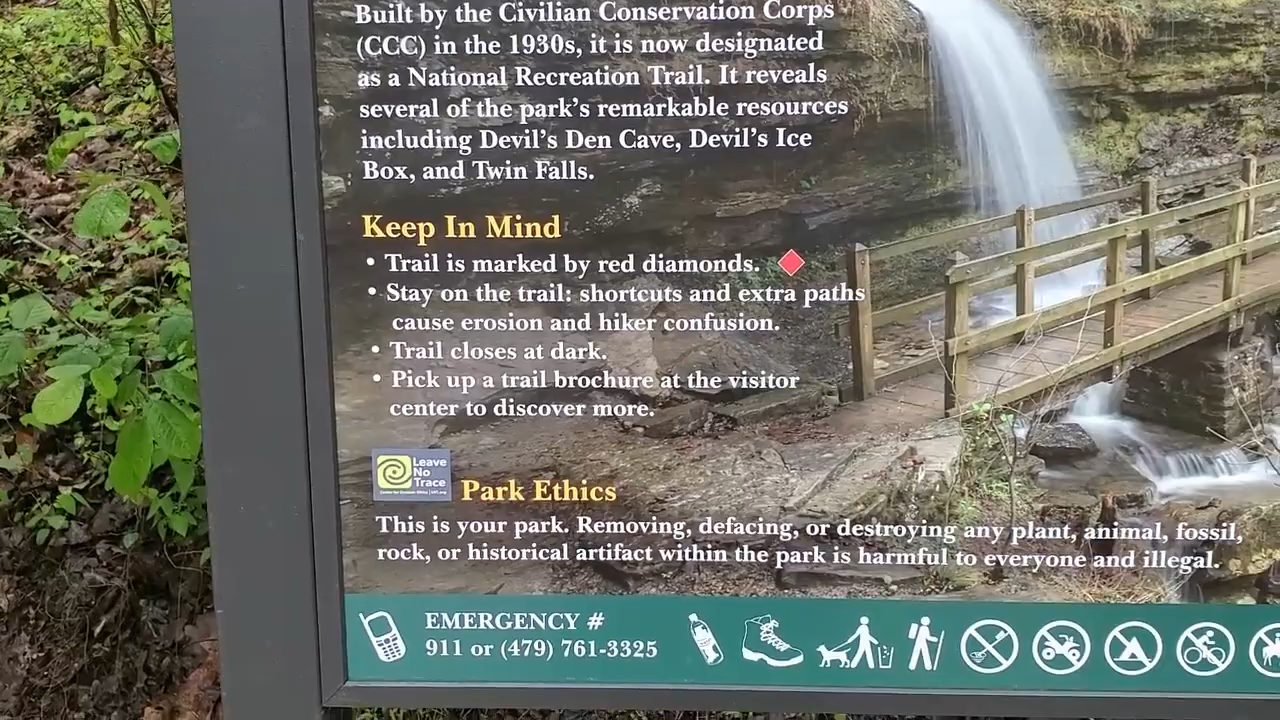 Built by the Civilian Conservation Corps
(CCC) in the 1930s, it is now designated
as a National Recreation Trail. It reveals
several of the park's remarkable resources
including Devil's Den Cave, Devil's Ice
Box, and Twin Falls.
Keep In Mind
• Trail is marked by red diamonds.
• Stay on the trail: shortcuts and extra paths
cause erosion and hiker confusion.
• Trail closes at dark.
• Pick up a trail brochure at the visitor
center to discover more.
Leave
No
Trace
Park Ethics
This is your park. Removing, defacing, or destroying any plant, animal, fossil,
rock, or historical artifact within the park is harmful to everyone and illegal.
EMERGENCY #
911 or (479) 761-3325